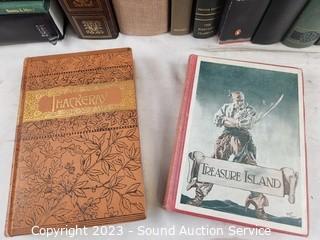 THACKERAY
TREASURE ISLAND
Copyright 2023 - Sound Auction Service